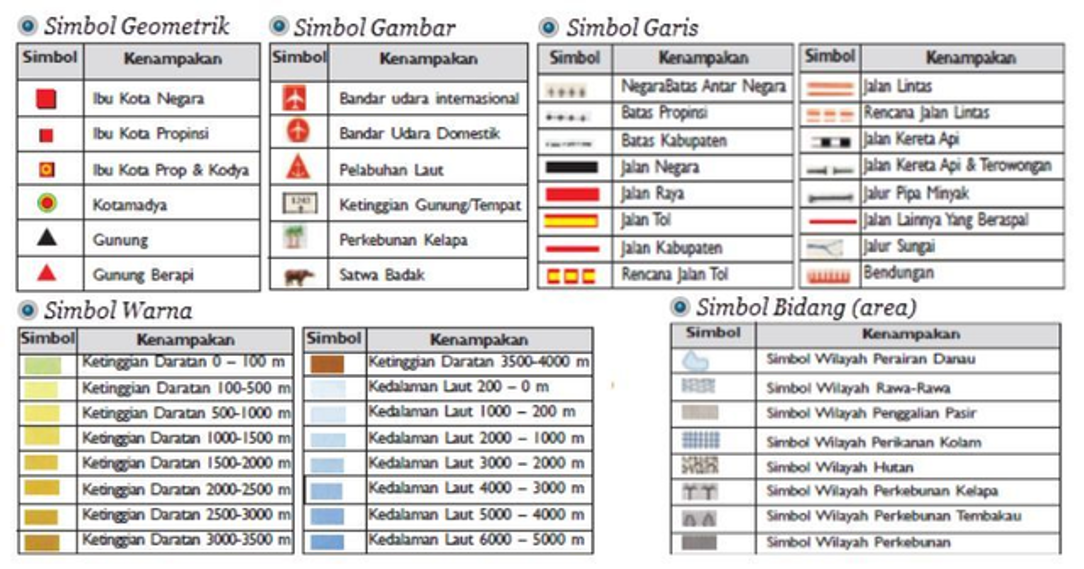 Simbol Geometrik
Simbol Kenampakan
Ibu Kota Negara
Ibu Kota Propinsi
Ibu Kota Prop & Kodya
Kotamadya
Gunung
Gunung Berapi
Simbol Gambar
Simbol Kenampakan
Bandar udara internasional
Bandar Udara Domestik
Pelabuhan Laut
Ketinggian Gunung/Tempat
Perkebunan Kelapa
Satwa Badak
Simbol Garis
Simbol Kenampakan
NegaraBatas Antar Negara
Batas Propinsi
Batas Kabupaten
Jalan Negara
Jalan Raya
Jalan Tol
Jalan Kabupaten
Rencana Jalan Tol
Simbol Kenampakan
Jalan Lintas
Rencana Jalan Lintas
Jalan Kereta Api
Jalan Kereta Api & Terowongan
Jalur Pipa Minyak
Jalan Lainnya Yang Beraspal
Jalur Sungai
Bendungan
Simbol Warna
Simbol Kenampakan
Ketinggian Daratan 0 – 100 m
Ketinggian Daratan 100-500 m
Ketinggian Daratan 500-1000 m
Ketinggian Daratan 1000-1500 m
Ketinggian Daratan 1500-2000 m
Ketinggian Daratan 2000-2500 m
Ketinggian Daratan 2500-3000 m
Ketinggian Daratan 3000-3500 m
Simbol Kenampakan
Ketinggian Daratan 3500-4000 m
Kedalaman Laut 200 – 0 m
Kedalaman Laut 1000 – 200 m
Kedalaman Laut 2000 – 1000 m
Kedalaman Laut 3000 – 2000 m
Kedalaman Laut 4000 – 3000 m
Kedalaman Laut 5000 – 4000 m
Kedalaman Laut 6000 – 5000 m
Simbol Bidang (area)
Simbol Kenampakan
Simbol Wilayah Perairan Danau
Simbol Wilayah Rawa-Rawa
Simbol Wilayah Penggalian Pasir
Simbol Wilayah Perikanan Kolam
Simbol Wilayah Hutan
Simbol Wilayah Perkebunan Kelapa
Simbol Wilayah Perkebunan Tembakau
Simbol Wilayah Perkebunan